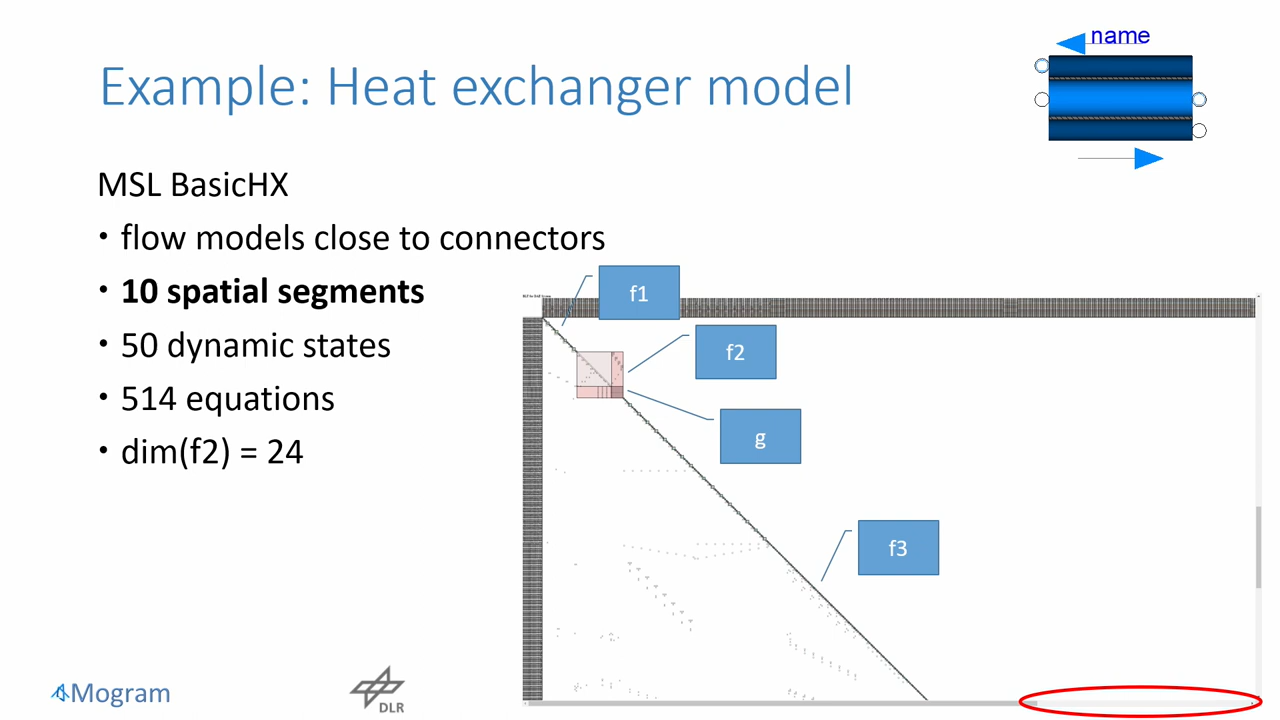 name
Example: Heat exchanger model
MSL BasicHX
• flow models close to connectors
• 10 spatial segments
• 50 dynamic states
• 514 equations
• dim(f2) = 24
f1
f2
g
f3
Mogram
DLR